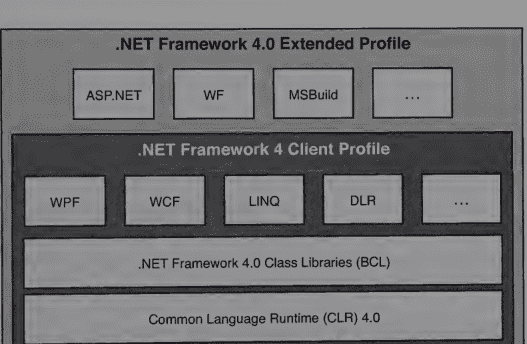 .NET Framework 4.0 Extended Profile
ASP.NET WF MSBuild ...
.NET Framework 4 Client Profile
WPF WCF LINQ DLR ...
.NET Framework 4.0 Class Libraries (BCL)
Common Language Runtime (CLR) 4.0